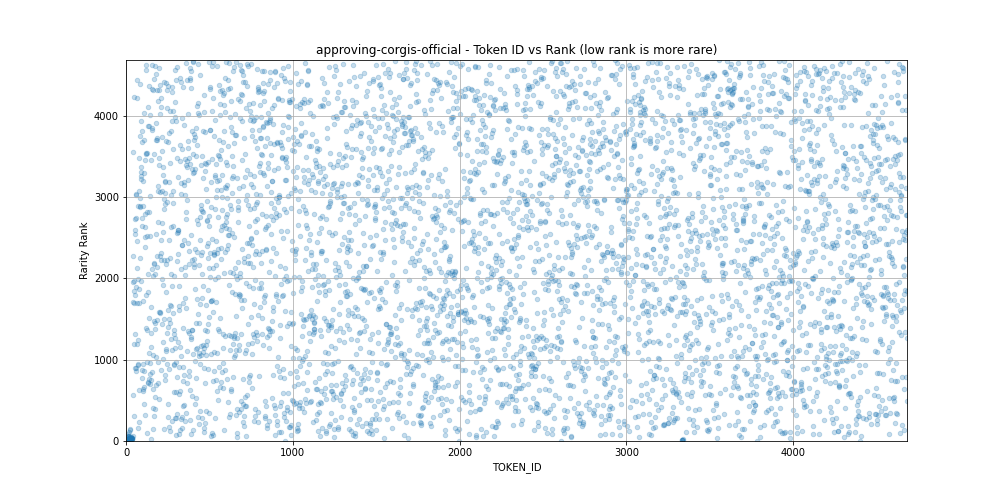 approving-corgis-official - Token ID vs Rank (low rank is more rare)
4000
3000
2000
1000
0
Rarity Rank
0 1000 2000 3000 4000
TOKEN_ID